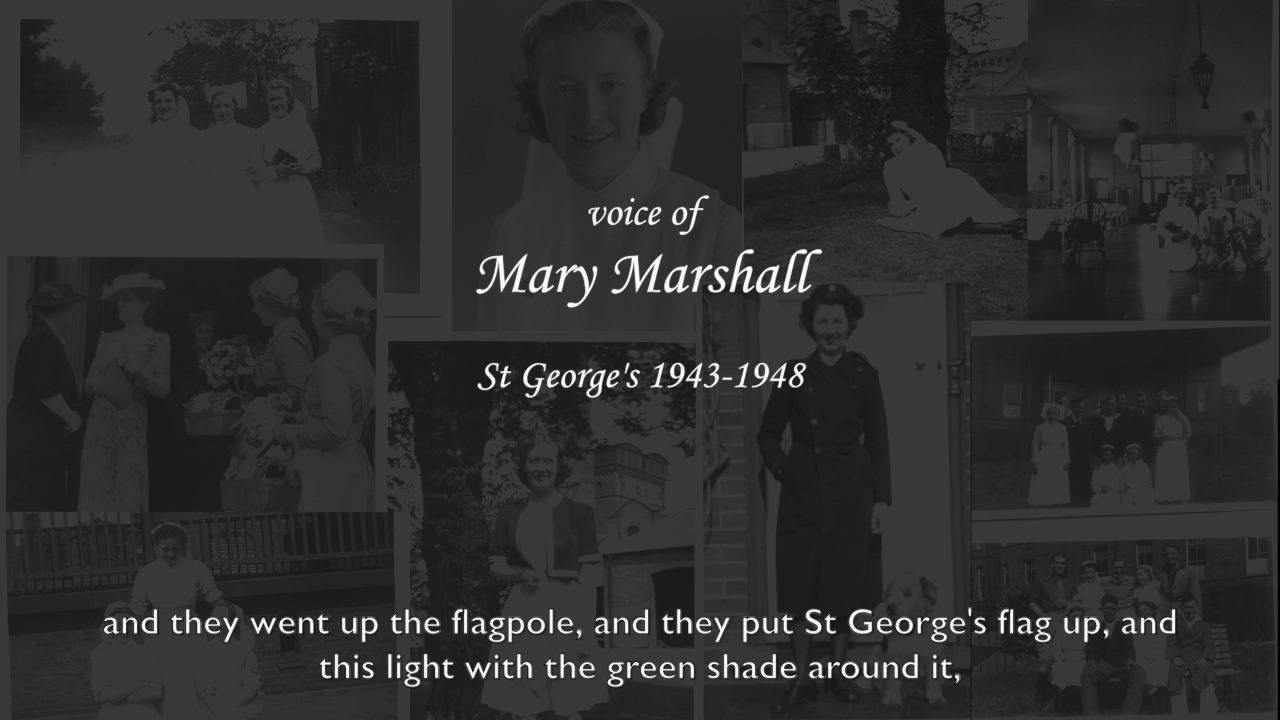 voice of
Mary Marshall
St George's 1943-1948
and they went up the flagpole, and they put St George's flag up, and
this light with the green shade around it,